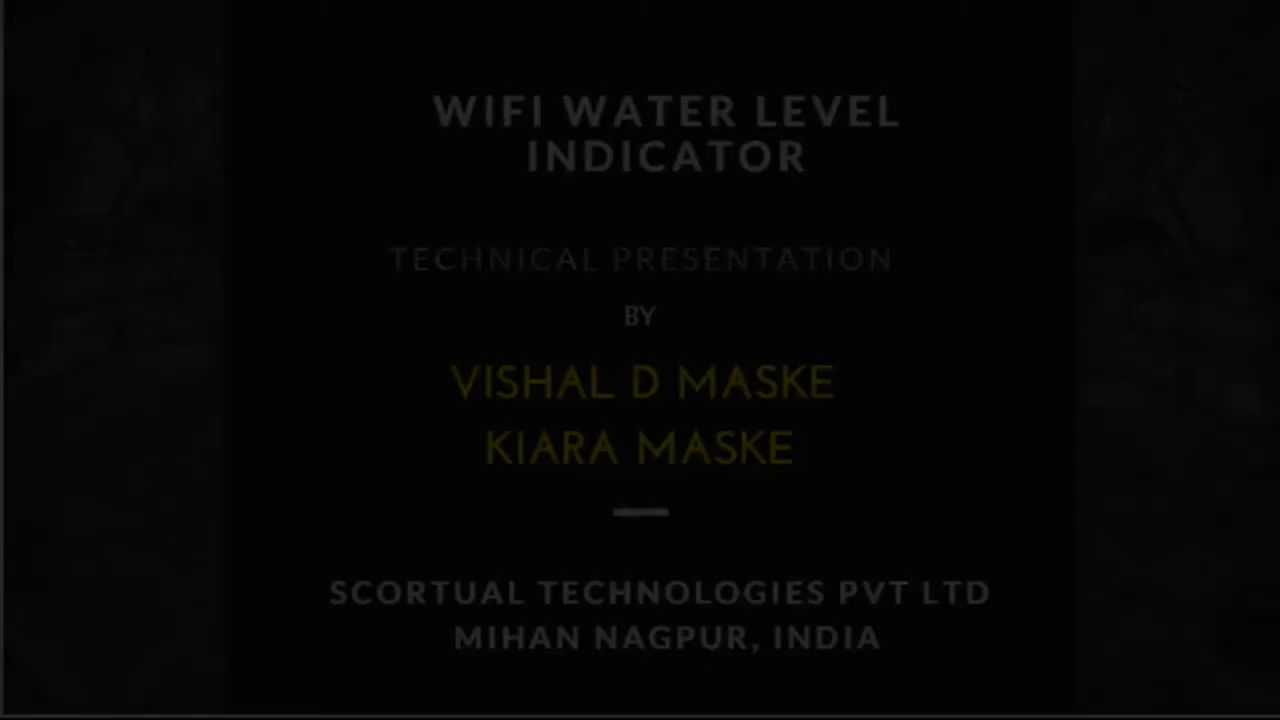 WIFI WATER LEVEL
INDICATOR
TECHNICAL PRESENTATION
BY
VISHAL D MASKE
KIARA MASKE
SCORTUAL TECHNOLOGIES PVT LTD
MIHAN NAGPUR, INDIA